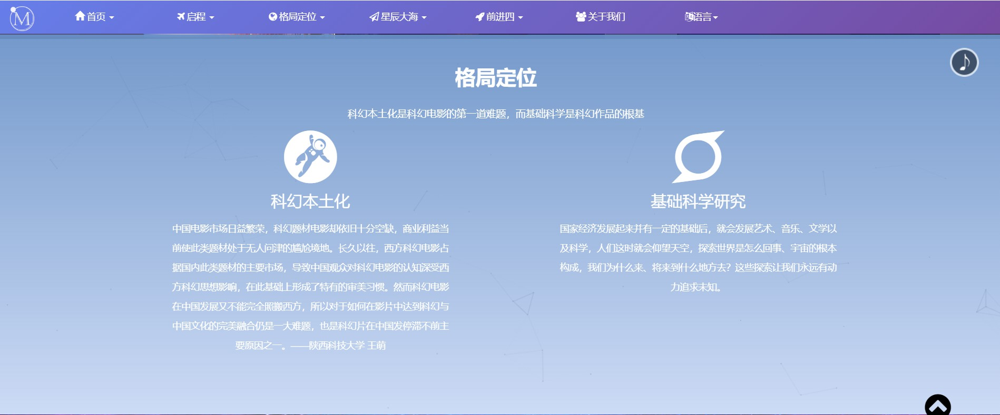 M 首页 启程 格局定位 星辰大海 前进四 关于我们 语言
格局定位
科幻本土化是科幻电影的第一道难题，而基础科学是科幻作品的根基
科幻本土化
中国电影市场日益繁荣，科幻题材电影却依旧十分空缺，商业利益当
前使此类题材处于无人问津的尴尬境地。长久以往，西方科幻电影占
据国内此类题材的主要市场，导致中国观众对科幻电影的认知深受西
方科幻思想影响，在此基础上形成了特有的审美习惯。然而科幻电影
在中国发展又不能完全照搬西方，所以对于如何在影片中达到科幻与
中国文化的完美融合仍是一大难题，也是科幻片在中国发停滞不前主
要原因之一。——陕西科技大学 王萌
基础科学研究
国家经济发展起来并有一定的基础后，就会发展艺术、音乐、文学以
及科学，人们这时就会仰望天空，探索世界是怎么回事、宇宙的根本
构成，我们为什么来、将来到什么地方去？这些探索让我们永远有动
力追求未知。